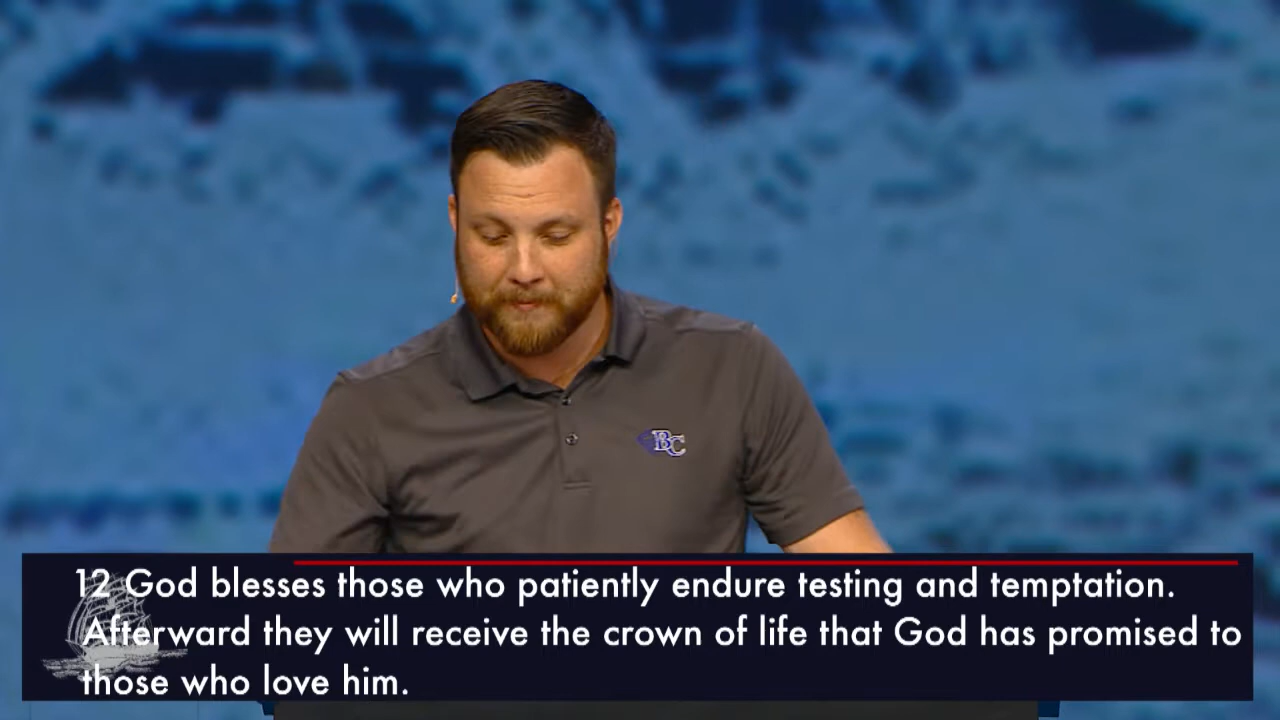 BC
12 God blesses those who patiently endure testing and temptation.
Afterward they will receive the crown of life that God has promised to
those who love him.